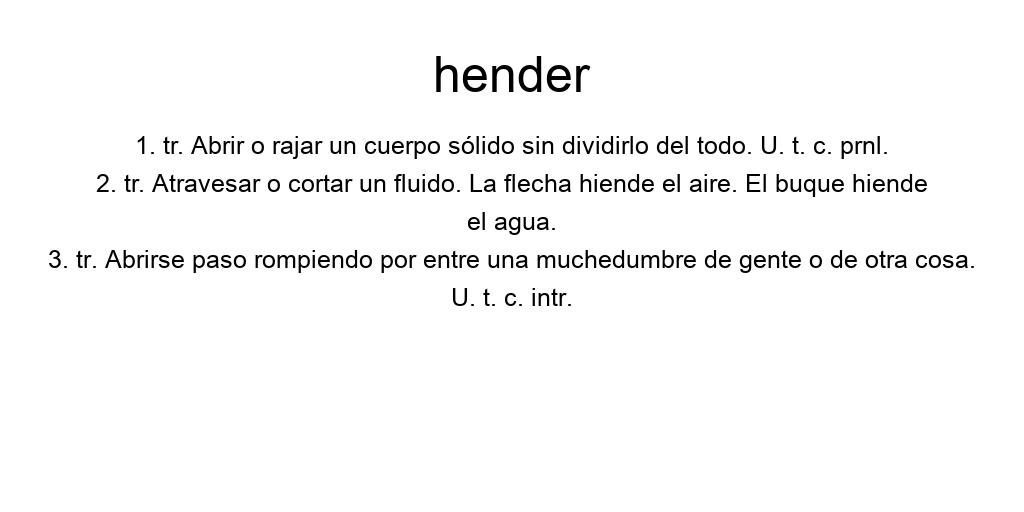 hender
1. tr. Abrir o rajar un cuerpo sólido sin dividirlo del todo. U. t. c. prnl.
2. tr. Atravesar o cortar un fluido. La flecha hiende el aire. El buque hiende
el agua.
3. tr. Abrirse paso rompiendo por entre una muchedumbre de gente o de otra cosa.
U. t. c. intr.